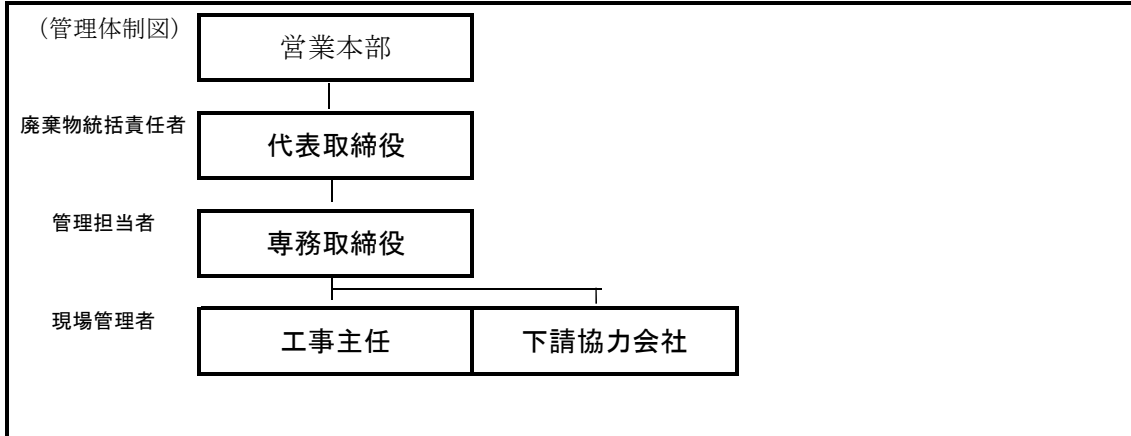 （管理体制図）
営業本部
廃棄物統括責任者
代表取締役
管理担当者
専務取締役
現場管理者
工事主任
下請協力会社